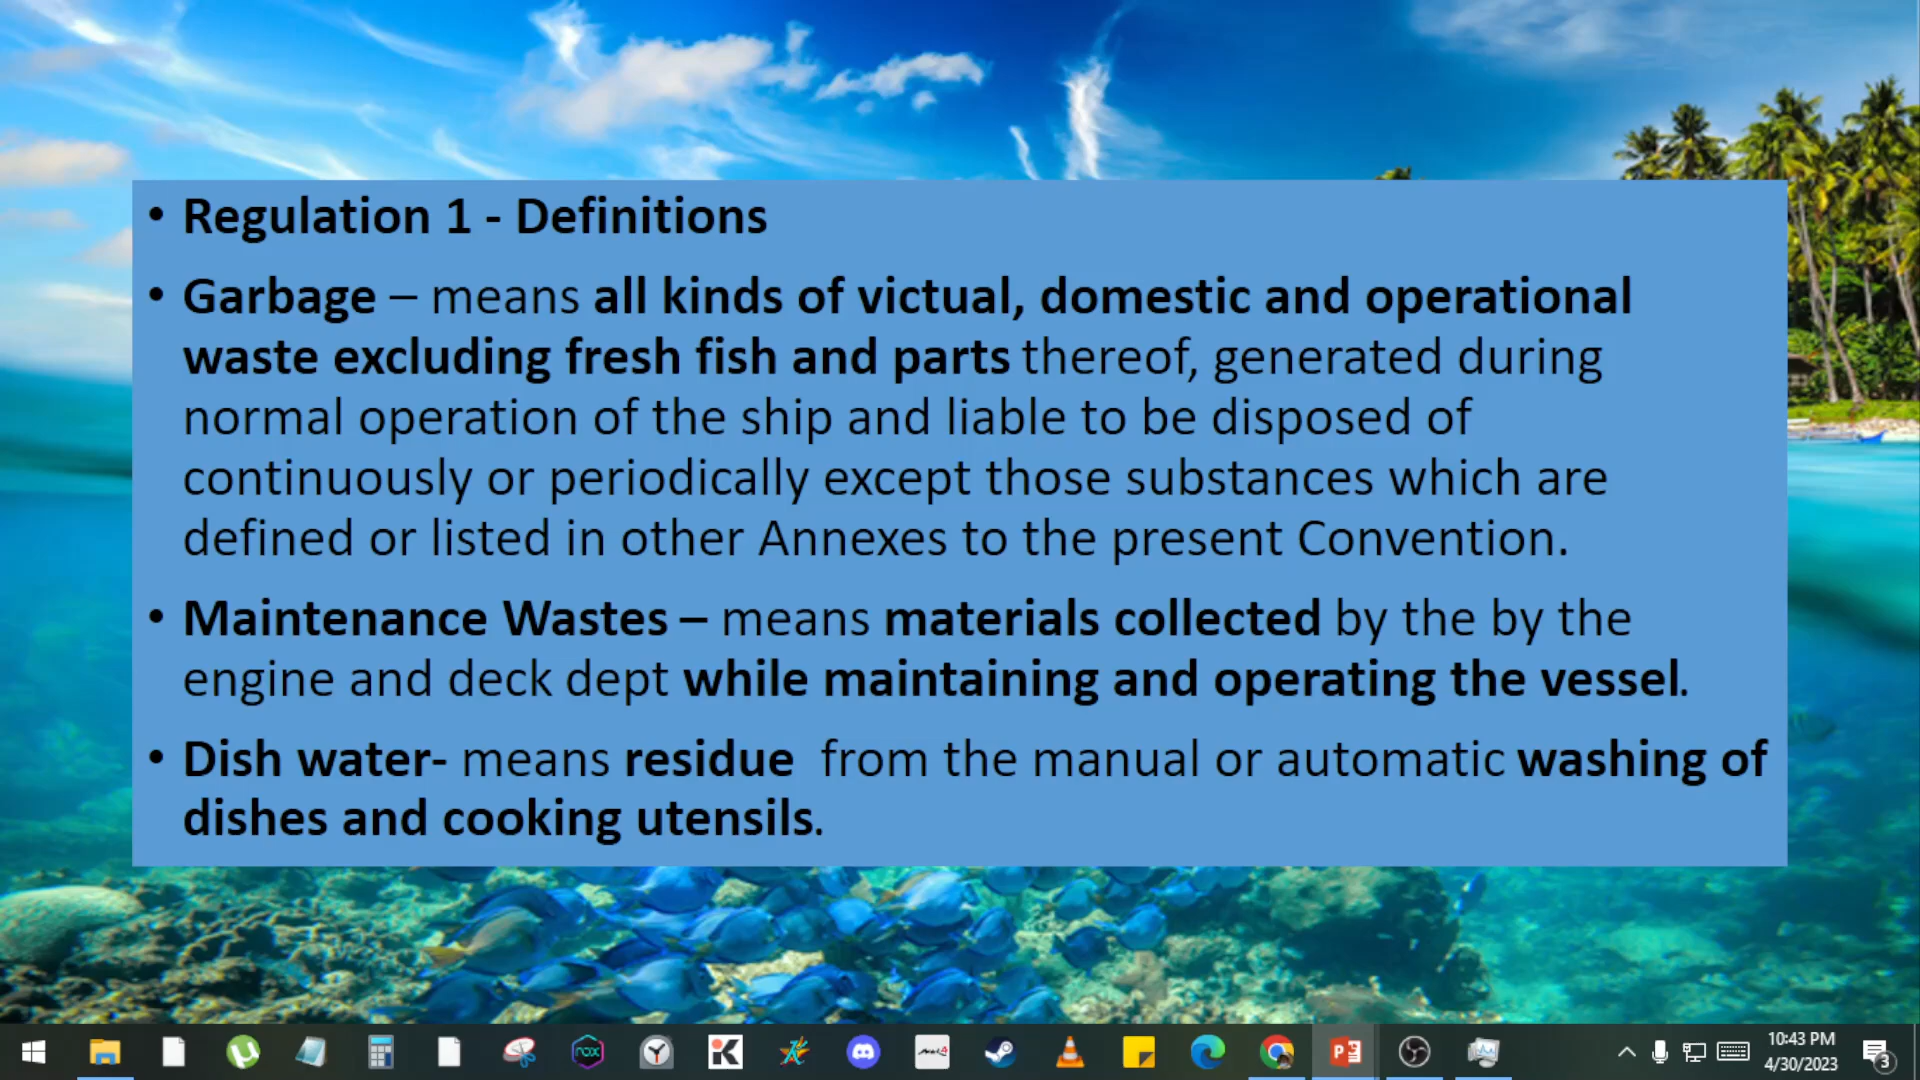 • Regulation 1 - Definitions
• Garbage – means all kinds of victual, domestic and operational
waste excluding fresh fish and parts thereof, generated during
normal operation of the ship and liable to be disposed of
continuously or periodically except those substances which are
defined or listed in other Annexes to the present Convention.
• Maintenance Wastes – means materials collected by the by the
engine and deck dept while maintaining and operating the vessel.
• Dish water- means residue  from the manual or automatic washing of
dishes and cooking utensils.
nox
10:43 PM
4/30/2023
3